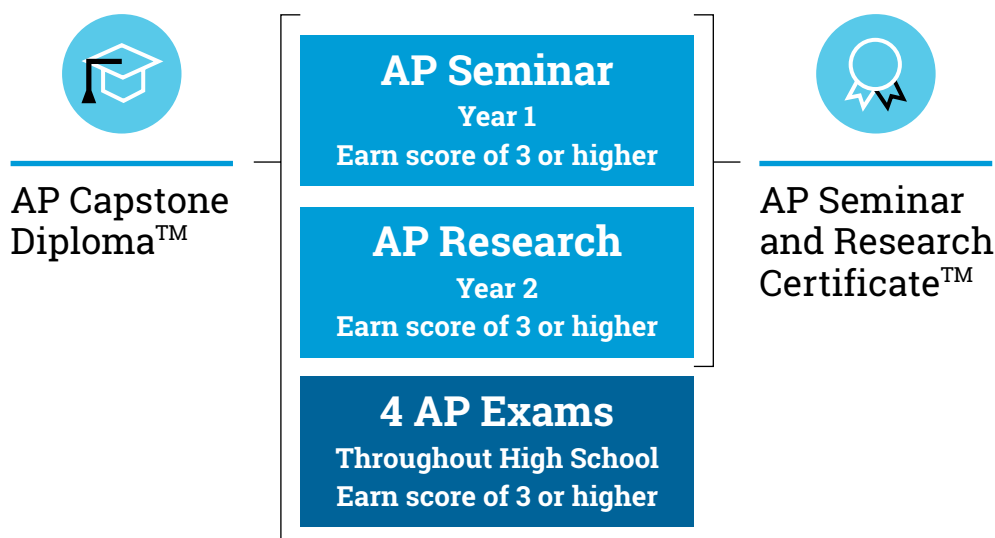 AP Capstone
Diploma™
AP Seminar
Year 1
Earn score of 3 or higher
AP Research
Year 2
Earn score of 3 or higher
4 AP Exams
Throughout High School
Earn score of 3 or higher
AP Seminar
and Research
Certificate™